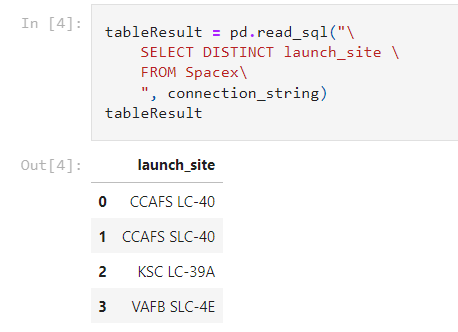 In [4]:
tableResult = pd.read_sql("\
    SELECT DISTINCT launch_site \
    FROM Spacex\
    ", connection_string)
tableResult
Out[4]:
launch_site
0 CCAFS LC-40
1 CCAFS SLC-40
2 KSC LC-39A
3 VAFB SLC-4E